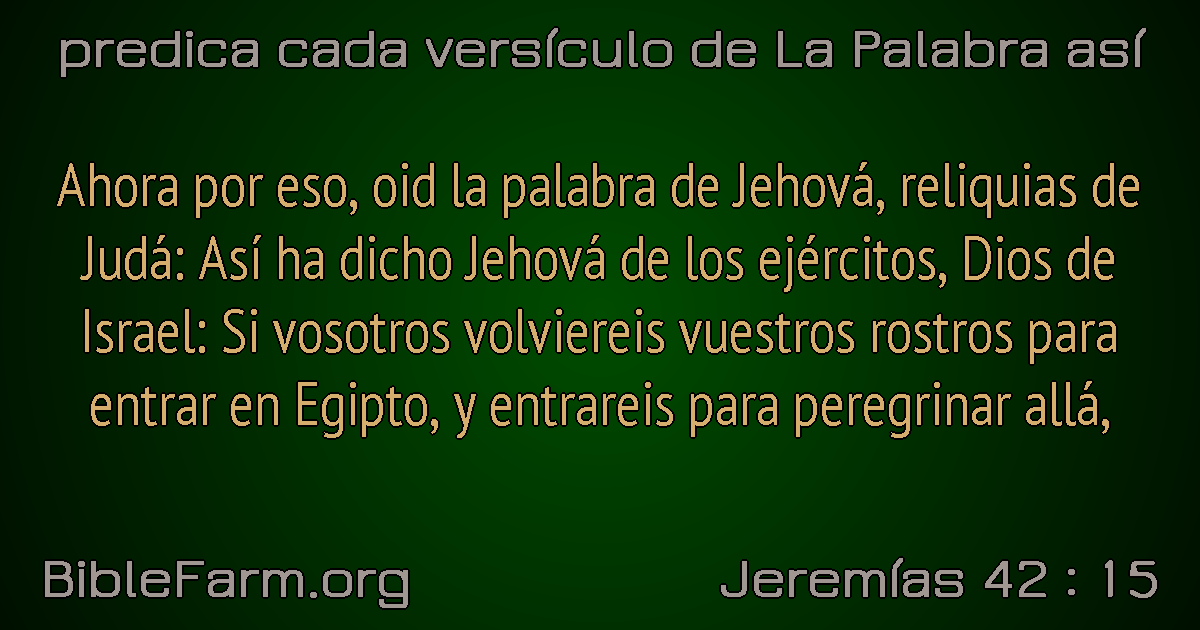 predica cada versículo de La Palabra así
Ahora por eso, oid la palabra de Jehová, reliquias de
Judá: Así ha dicho Jehová de los ejércitos, Dios de
Israel: Si vosotros volviereis vuestros rostros para
entrar en Egipto, y entrareis para peregrinar allá,
BibleFarm.org
Jeremías 42 : 15